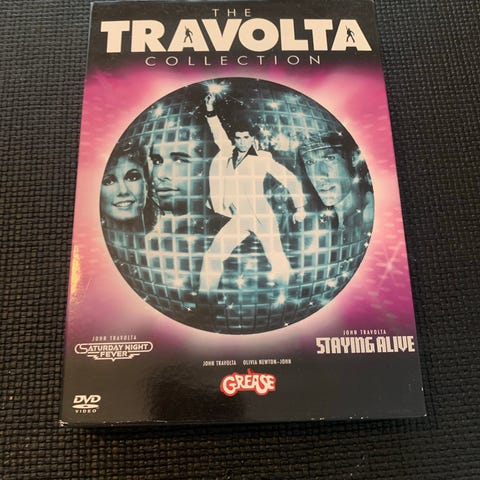 THE
TRAVOLTA
COLLECTION
JOHN TRAVOLTA
SATURDAY NIGHT
FEVER
JOHN TRAVOLTA
STAYING ALIVE
JOHN TRAVOLTA OLIVIA NEWTON-JOHN
GREASE
DVD
VIDEO